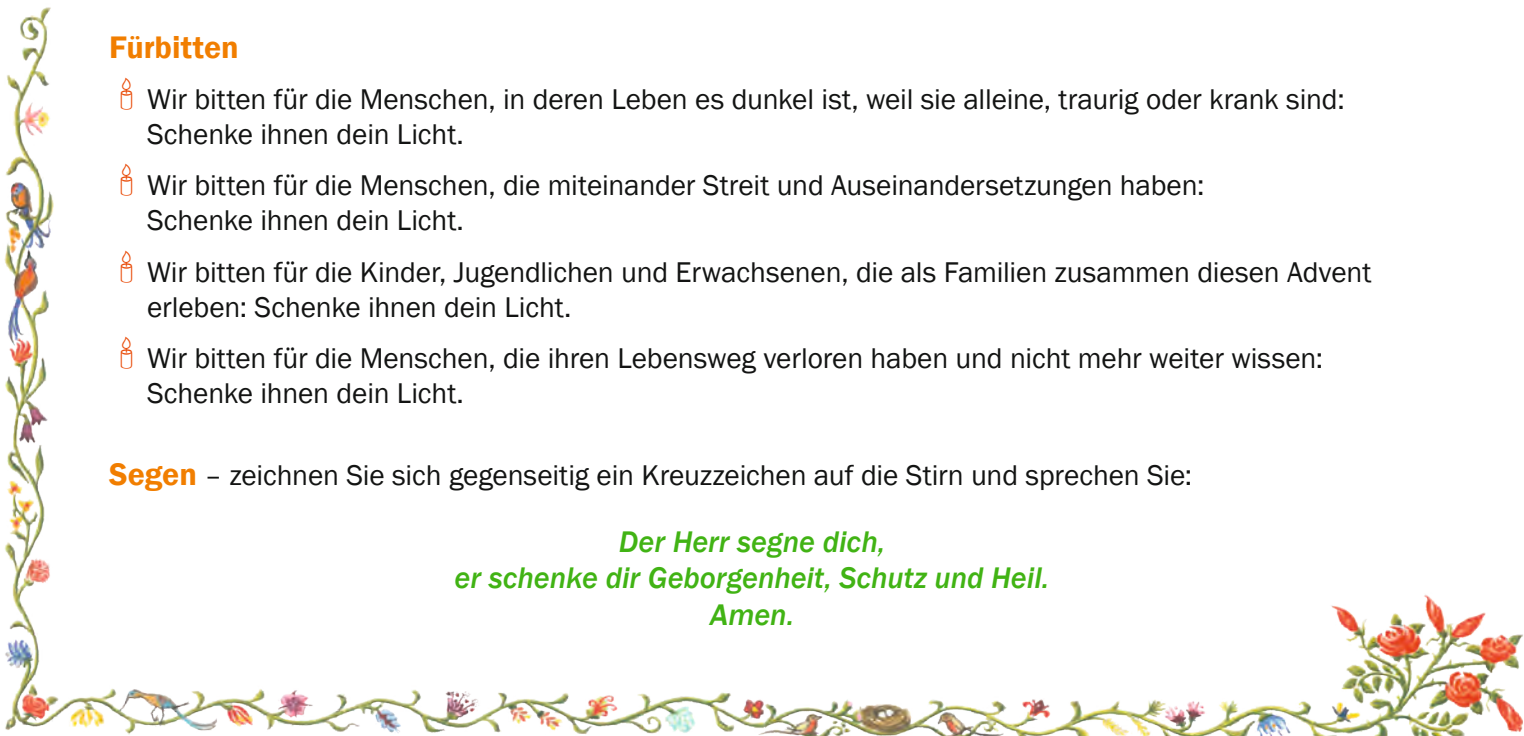 Fürbitten
Wir bitten für die Menschen, in deren Leben es dunkel ist, weil sie alleine, traurig oder krank sind:
Schenke ihnen dein Licht.
Wir bitten für die Menschen, die miteinander Streit und Auseinandersetzungen haben:
Schenke ihnen dein Licht.
Wir bitten für die Kinder, Jugendlichen und Erwachsenen, die als Familien zusammen diesen Advent
erleben: Schenke ihnen dein Licht.
Wir bitten für die Menschen, die ihren Lebensweg verloren haben und nicht mehr weiter wissen:
Schenke ihnen dein Licht.
Segen – zeichnen Sie sich gegenseitig ein Kreuzzeichen auf die Stirn und sprechen Sie:
Der Herr segne dich,
er schenke dir Geborgenheit, Schutz und Heil.
Amen.